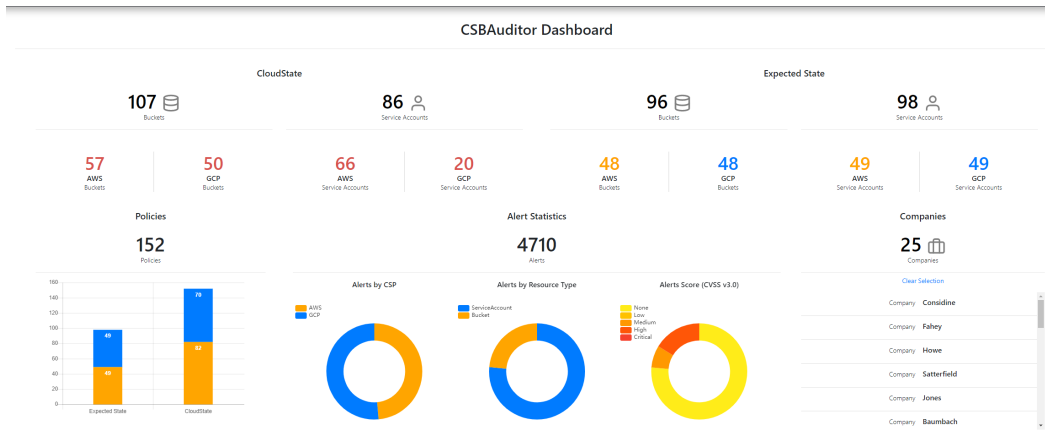 CSBAuditor Dashboard
CloudState
Expected State
107
Buckets
86
Service Accounts
96
Buckets
98
Service Accounts
57
AWS
Buckets
50
GCP
Buckets
66
AWS
Service Accounts
20
GCP
Service Accounts
48
AWS
Buckets
48
GCP
Buckets
49
AWS
Service Accounts
49
GCP
Service Accounts
Policies
152
Policies
160
140
120
100
80
60
40
20
0
49
49
70
82
Expected State
CloudState
Alert Statistics
4710
Alerts
Alerts by CSP
AWS
GCP
Alerts by Resource Type
ServiceAccount
Bucket
Alerts Score (CVSS v3.0)
None
Low
Medium
High
Critical
Companies
25
Companies
Clear Selection
Company Considine
Company Fahey
Company Howe
Company Satterfield
Company Jones
Company Baumbach